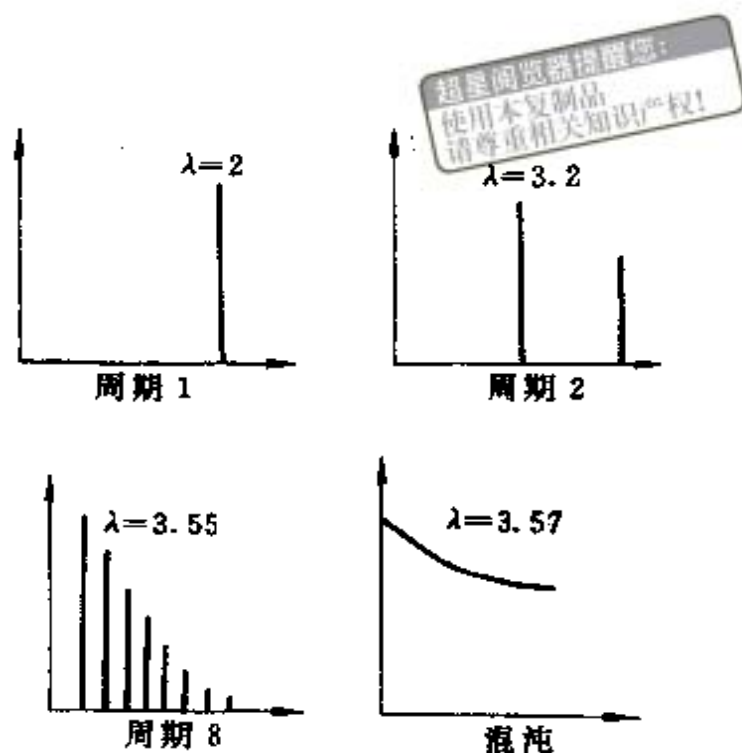 超星阅览器提醒您:
使用本复制品
请尊重相关知识产权!
λ=2
λ=3.2
周期 1
周期 2
λ=3.55
λ=3.57
周期 8
混沌